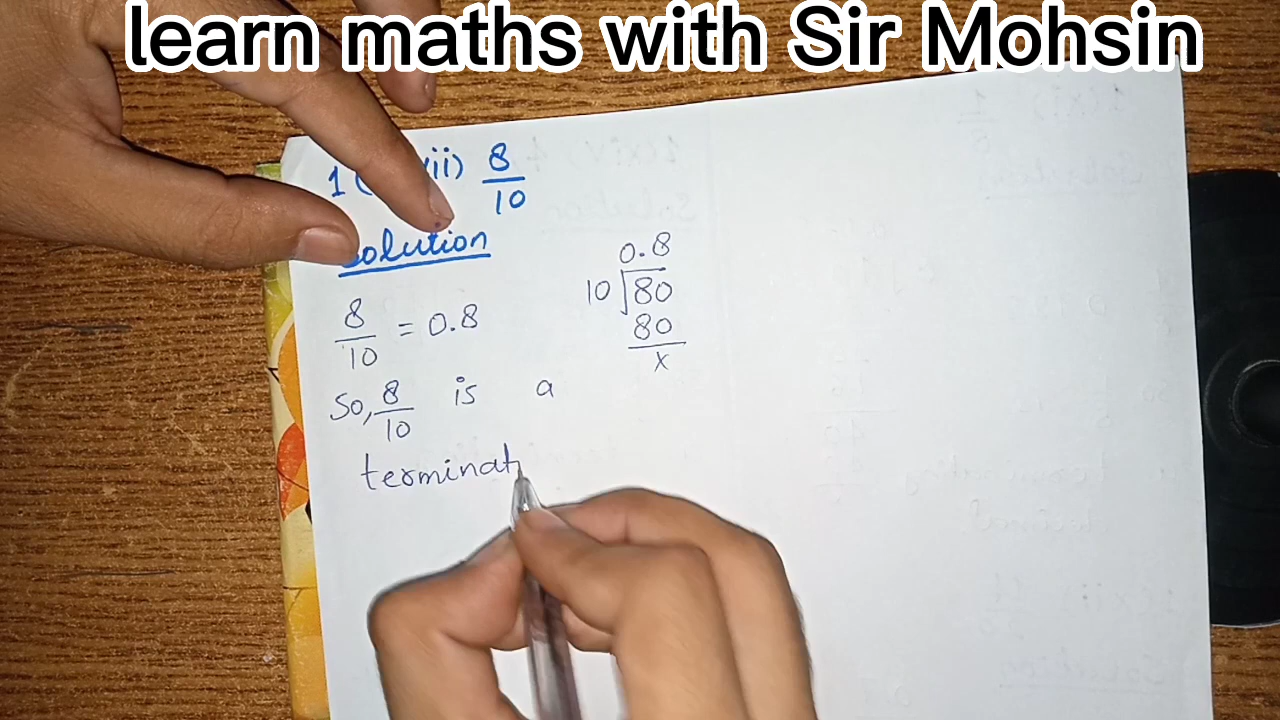 learn maths with Sir Mohsin
1 ( ii) 8/10
Solution
8/10 = 0.8
So, 8/10 is a
terminat
0.8
10 80
80
x